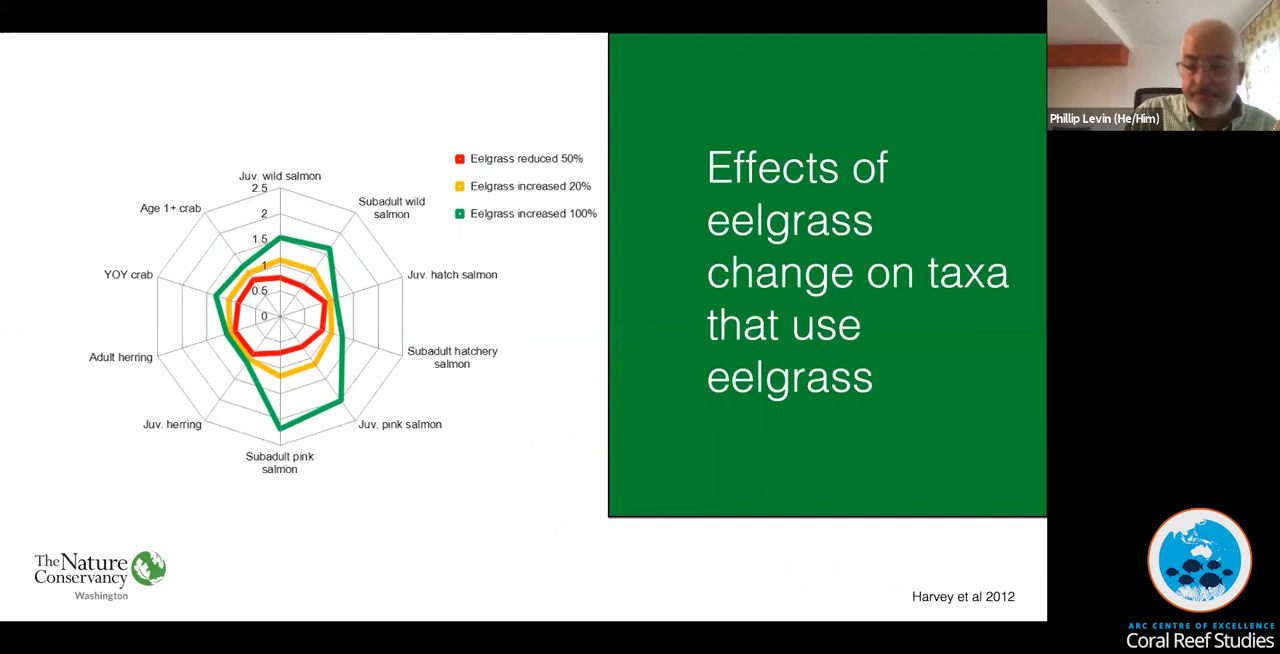 Phillip Levin (He/Him)
Effects of
eelgrass
change on taxa
that use
eelgrass
Eelgrass reduced 50%
Eelgrass increased 20%
Eelgrass increased 100%
Juv. wild salmon
Subadult wild
salmon
Juv. hatch salmon
Subadult hatchery
salmon
Juv. pink salmon
Subadult pink
salmon
Juv. herring
Adult herring
YOY crab
Age 1+ crab
2.5
2
1.5
1
0.5
0
The Nature
Conservancy
Washington
Harvey et al 2012
ARC CENTRE OF EXCELLENCE
Coral Reef Studies